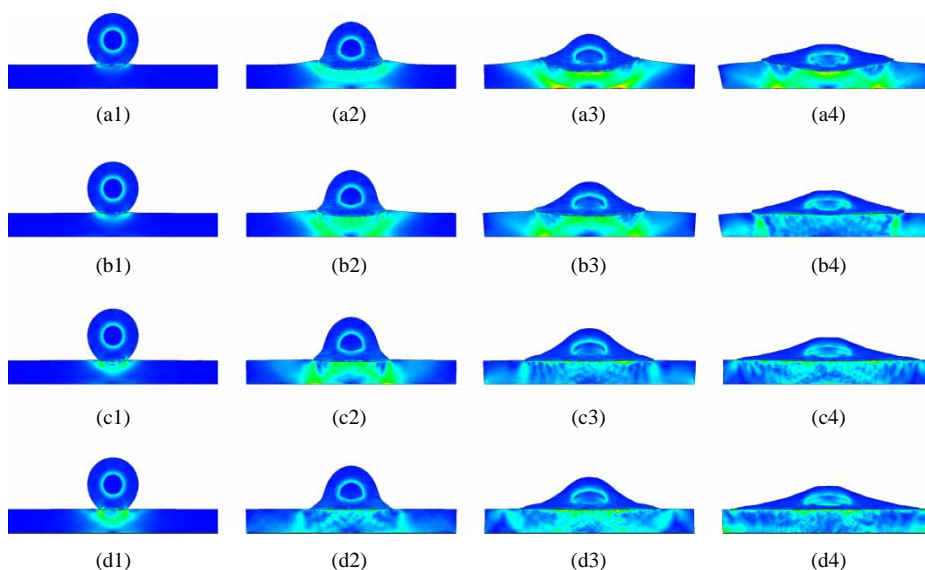 (a1) (a2) (a3) (a4)
(b1) (b2) (b3) (b4)
(c1) (c2) (c3) (c4)
(d1) (d2) (d3) (d4)